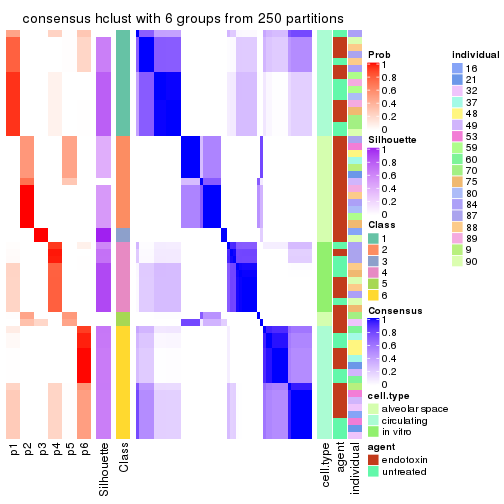 consensus hclust with 6 groups from 250 partitions
p1
p2
p3
p4
p5
p6
Silhouette
Class
cell.type
agent
individual
Prob
1
0.8
0.6
0.4
0.2
0
Silhouette
1
0.8
0.6
0.4
0.2
0
Class
1
2
3
4
5
6
Consensus
1
0.8
0.6
0.4
0.2
0
cell.type
alveolar space
circulating
in vitro
agent
endotoxin
untreated
individual
16
21
32
37
48
49
53
59
60
70
75
80
84
87
88
89
9
90